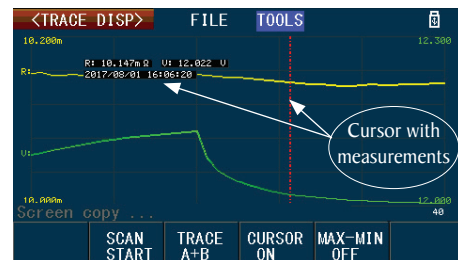 <TRACE DISP> FILE TOOLS
10.200m 12.300
R: 10.147mΩ V: 12.022 V
R:
2017/08/01 16:06:20
Cursor with
measurements
V:
10.000m 12.000
Screen copy ... 40
SCAN TRACE CURSOR MAX-MIN
START A+B ON OFF